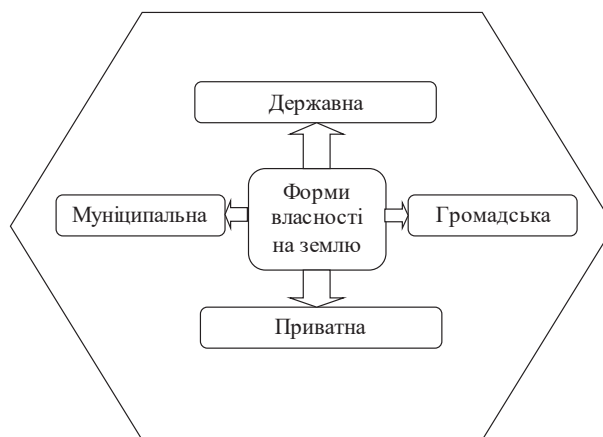 Державна
Форми
власності
на землю
Муніципальна
Громадська
Приватна